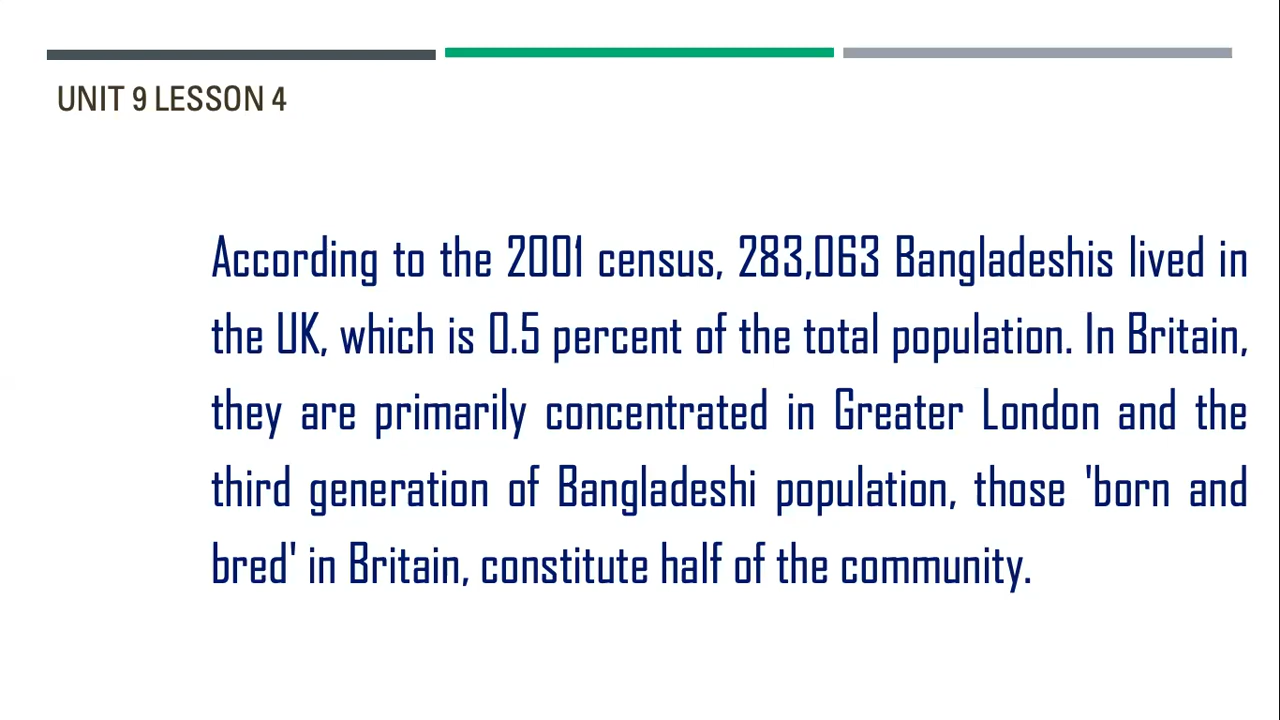 UNIT 9 LESSON 4
According to the 2001 census, 283,063 Bangladeshis lived in
the UK, which is 0.5 percent of the total population. In Britain,
they are primarily concentrated in Greater London and the
third generation of Bangladeshi population, those 'born and
bred' in Britain, constitute half of the community.